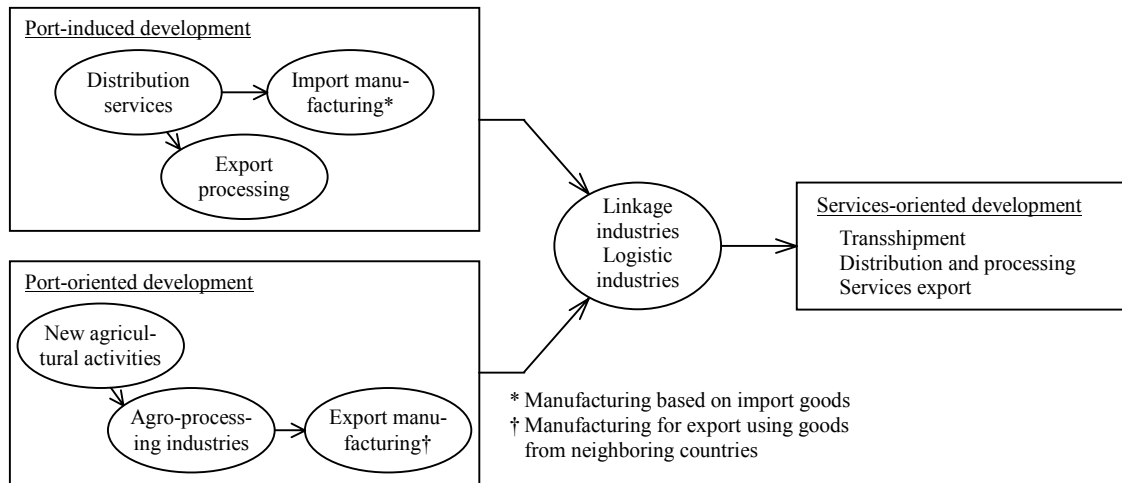 Port-induced development
Distribution
services
Import manu-
facturing*
Export
processing
Port-oriented development
New agricul-
tural activities
Agro-process-
ing industries
Export manu-
facturing†
Linkage
industries
Logistic
industries
Services-oriented development
Transshipment
Distribution and processing
Services export
* Manufacturing based on import goods
† Manufacturing for export using goods
from neighboring countries